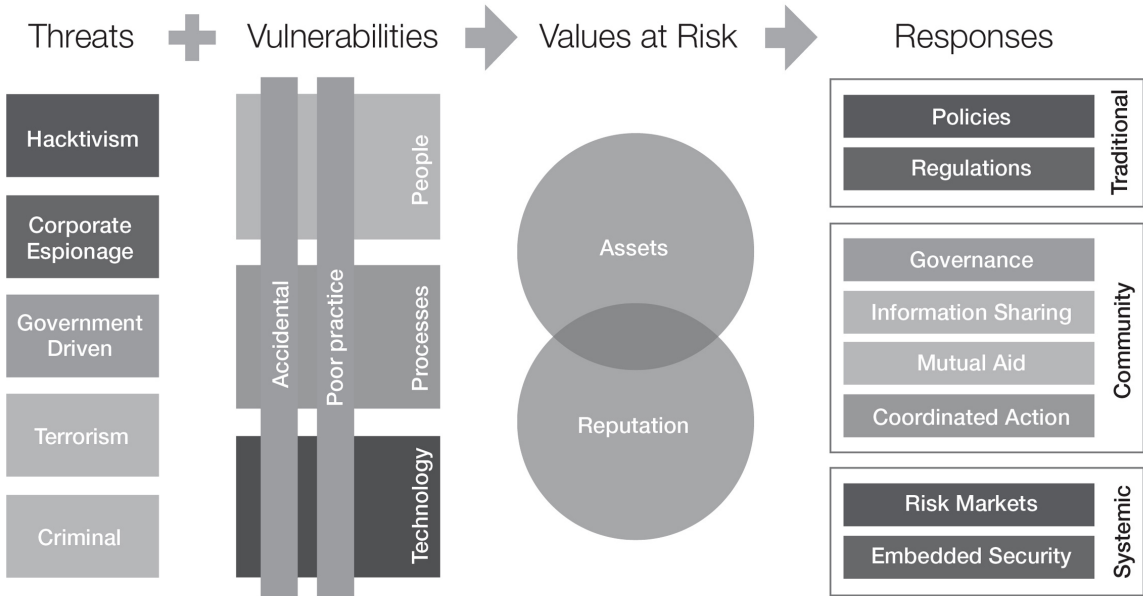 Threats
Vulnerabilities
Values at Risk
Responses
Hacktivism
Corporate
Espionage
Government
Driven
Terrorism
Criminal
Accidental
Poor practice
People
Processes
Technology
Assets
Reputation
Policies
Regulations
Traditional
Governance
Information Sharing
Mutual Aid
Coordinated Action
Community
Risk Markets
Embedded Security
Systemic